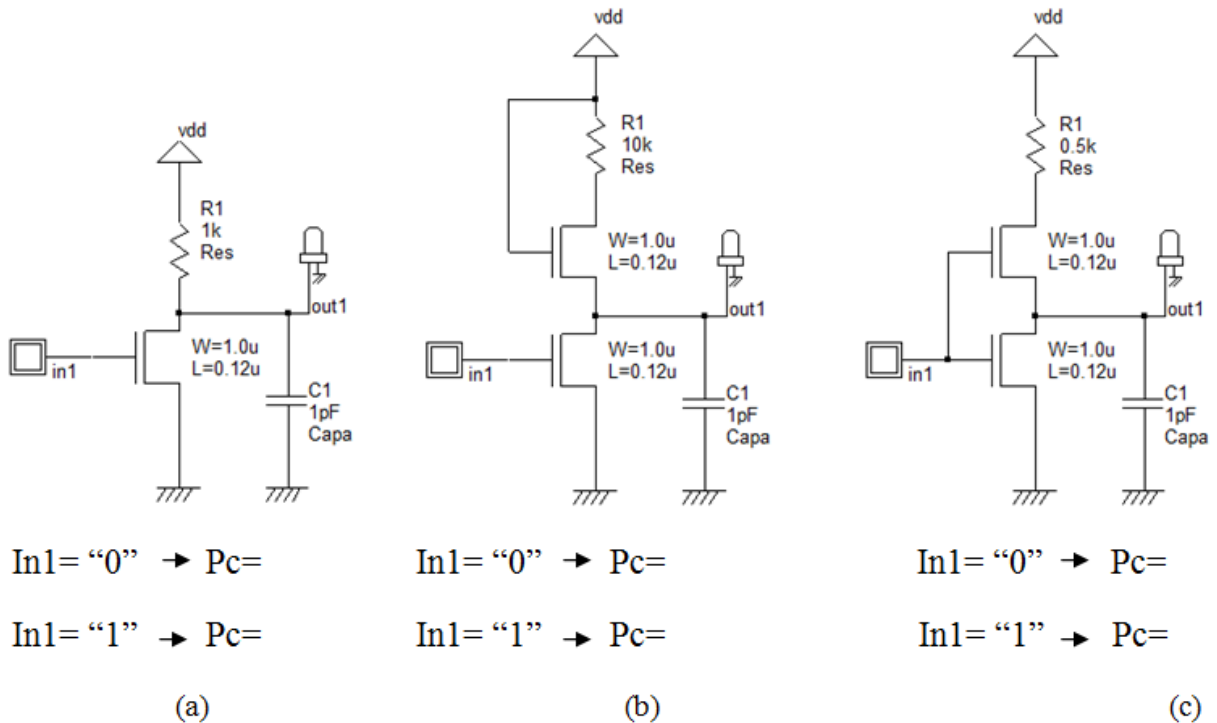 vdd
R1
1k
Res
out1
W=1.0u
L=0.12u
in1
C1
1pF
Capa
In1= “0” → Pc=
In1= “1” → Pc=
(a)
vdd
R1
10k
Res
W=1.0u
L=0.12u
out1
W=1.0u
L=0.12u
in1
C1
1pF
Capa
In1= “0” → Pc=
In1= “1” → Pc=
(b)
vdd
R1
0.5k
Res
W=1.0u
L=0.12u
out1
W=1.0u
L=0.12u
in1
C1
1pF
Capa
In1= “0” → Pc=
In1= “1” → Pc=
(c)